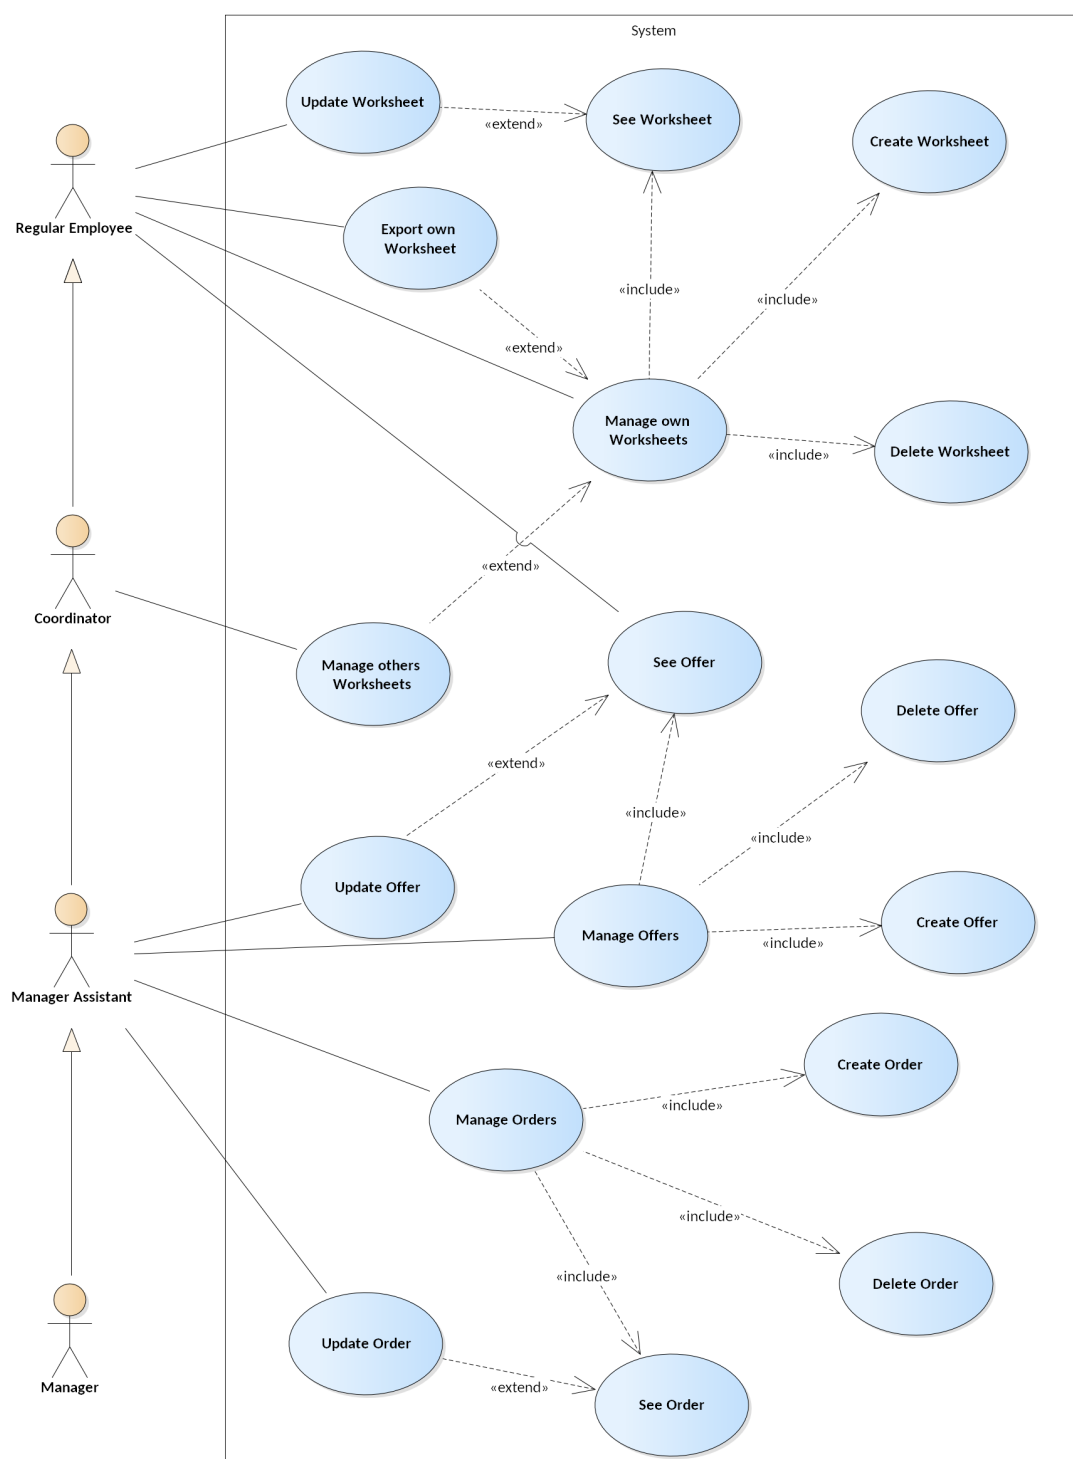 System
Update Worksheet
See Worksheet
«extend»
Create Worksheet
Regular Employee
Export own
Worksheet
«include»
«include»
«extend»
Manage own
Worksheets
Delete Worksheet
«include»
«extend»
Coordinator
Manage others
Worksheets
See Offer
Delete Offer
«extend»
«include»
«include»
Update Offer
Manage Offers
Create Offer
«include»
Manager Assistant
Create Order
Manage Orders
«include»
«include»
«include»
Delete Order
Update Order
Manager
«extend»
See Order